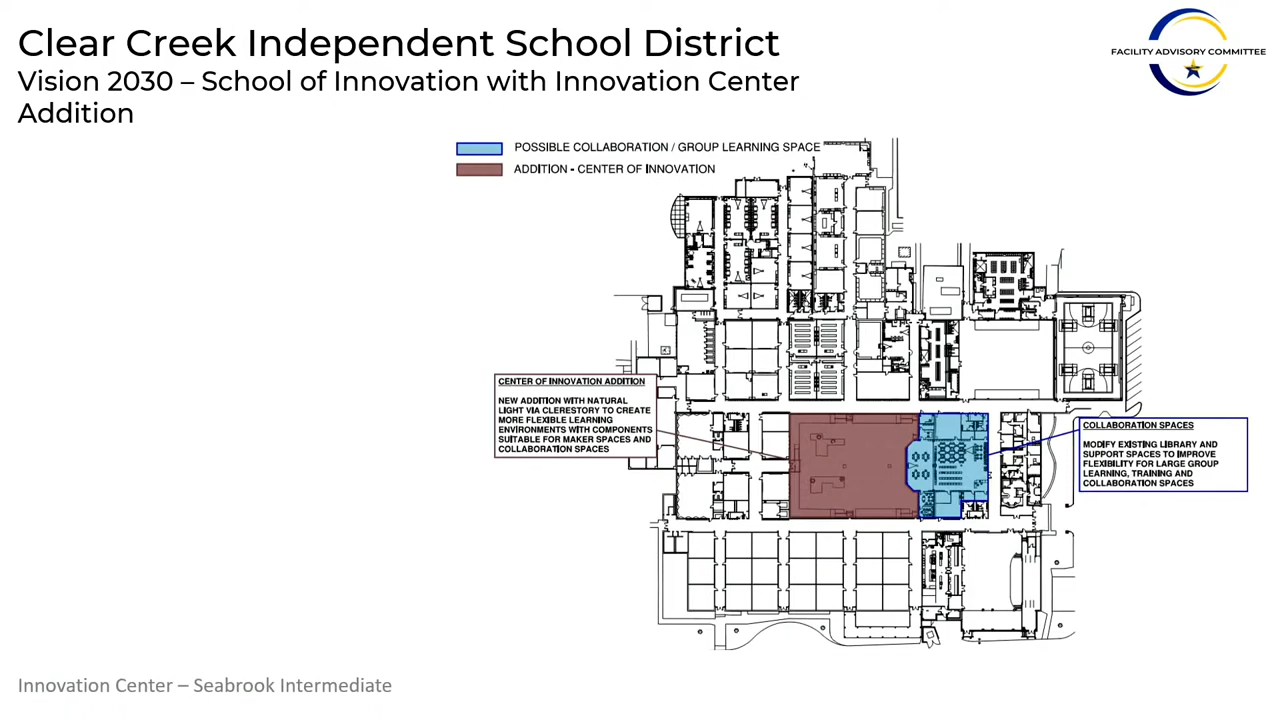 Clear Creek Independent School District
Vision 2030 – School of Innovation with Innovation Center
Addition
FACILITY ADVISORY COMMITTEE
POSSIBLE COLLABORATION / GROUP LEARNING SPACE
ADDITION - CENTER OF INNOVATION
CENTER OF INNOVATION ADDITION
NEW ADDITION WITH NATURAL
LIGHT VIA CLERESTORY TO CREATE
MORE FLEXIBLE LEARNING
ENVIRONMENTS WITH COMPONENTS
SUITABLE FOR MAKER SPACES AND
COLLABORATION SPACES
COLLABORATION SPACES
MODIFY EXISTING LIBRARY AND
SUPPORT SPACES TO IMPROVE
FLEXIBILITY FOR LARGE GROUP
LEARNING, TRAINING AND
COLLABORATION SPACES
Innovation Center – Seabrook Intermediate